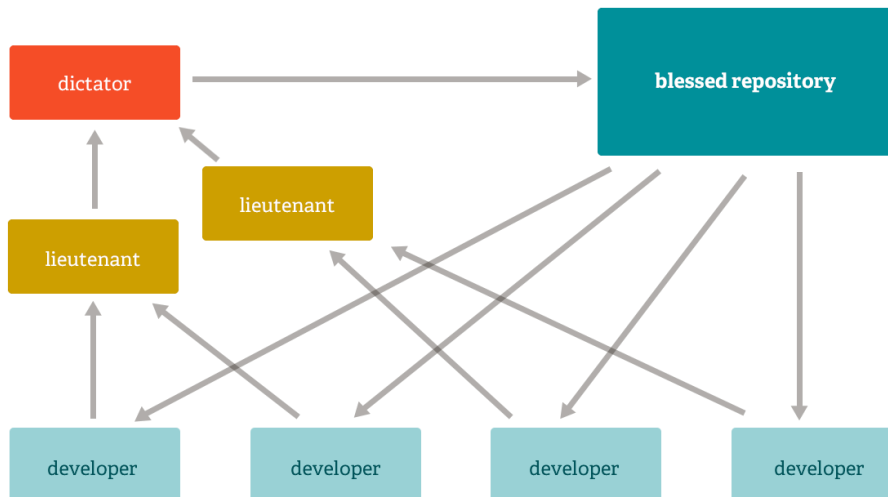 dictator
blessed repository
lieutenant
lieutenant
developer
developer
developer
developer